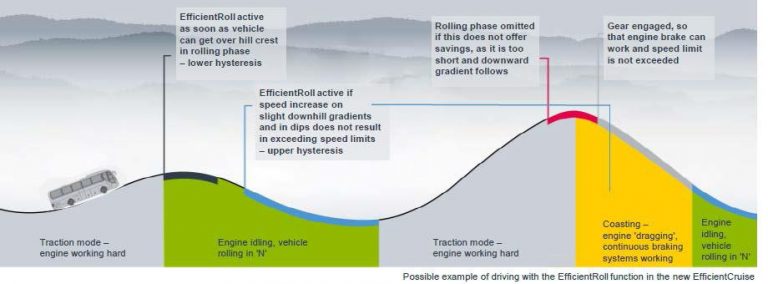 EfficientRoll active
as soon as vehicle
can get over hill crest
in rolling phase
– lower hysteresis
EfficientRoll active if
speed increase on
slight downhill gradients
and in dips does not result
in exceeding speed limits
– upper hysteresis
Rolling phase omitted
if this does not offer
savings, as it is too
short and downward
gradient follows
Gear engaged, so
that engine brake can
work and speed limit
is not exceeded
Traction mode –
engine working hard
Engine idling, vehicle
rolling in 'N'
Traction mode –
engine working hard
Coasting –
engine 'dragging',
continuous braking
systems working
Engine
idling,
vehicle
rolling in 'N'
Possible example of driving with the EfficientRoll function in the new EfficientCruise